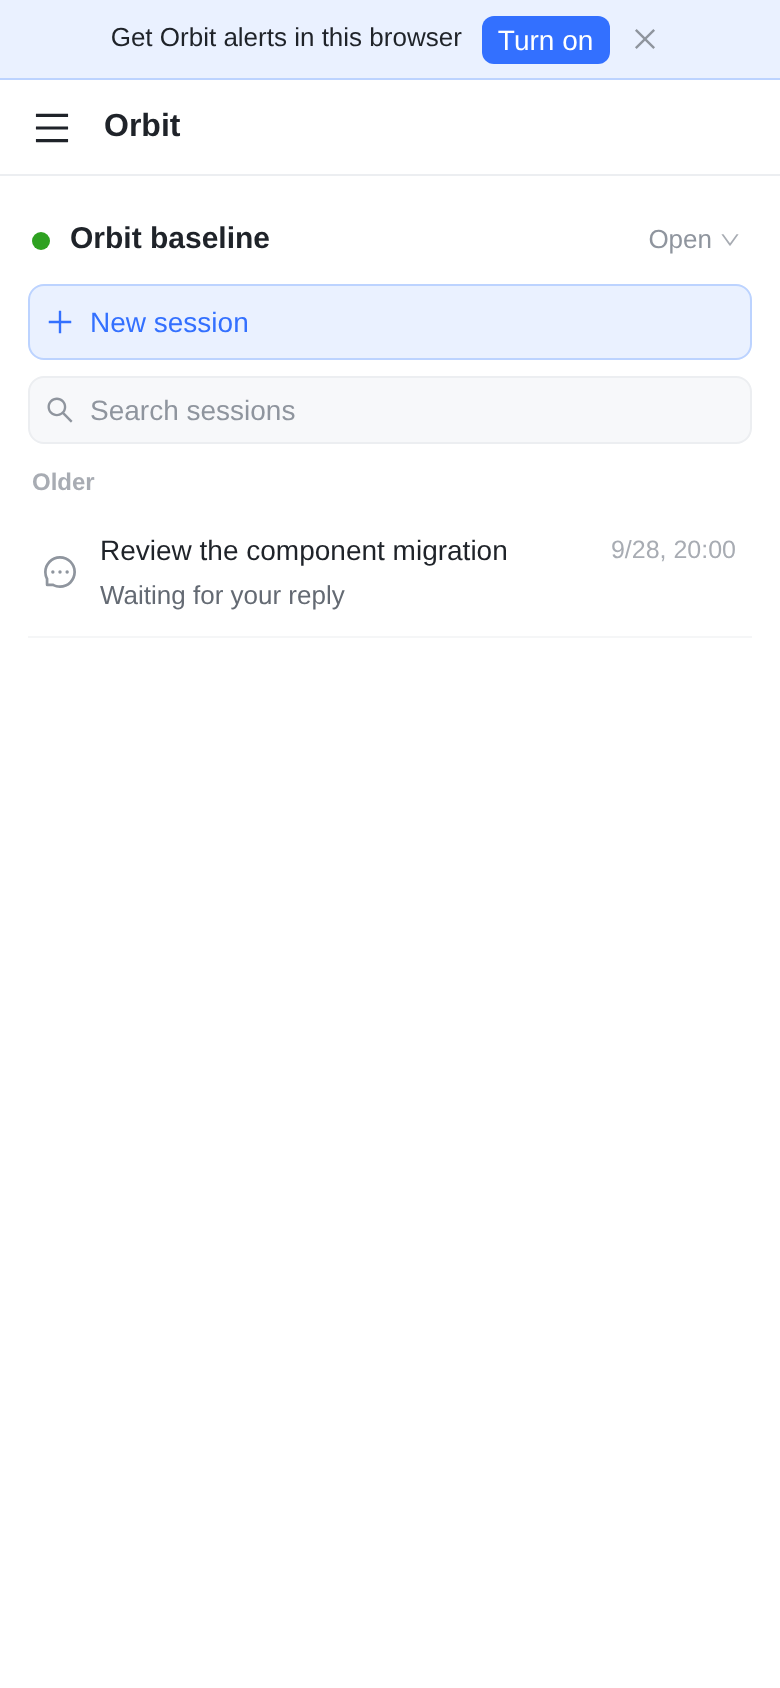 Get Orbit alerts in this browser Turn on
Orbit
Orbit baseline Open
New session
Search sessions
Older
Review the component migration 9/28, 20:00
Waiting for your reply